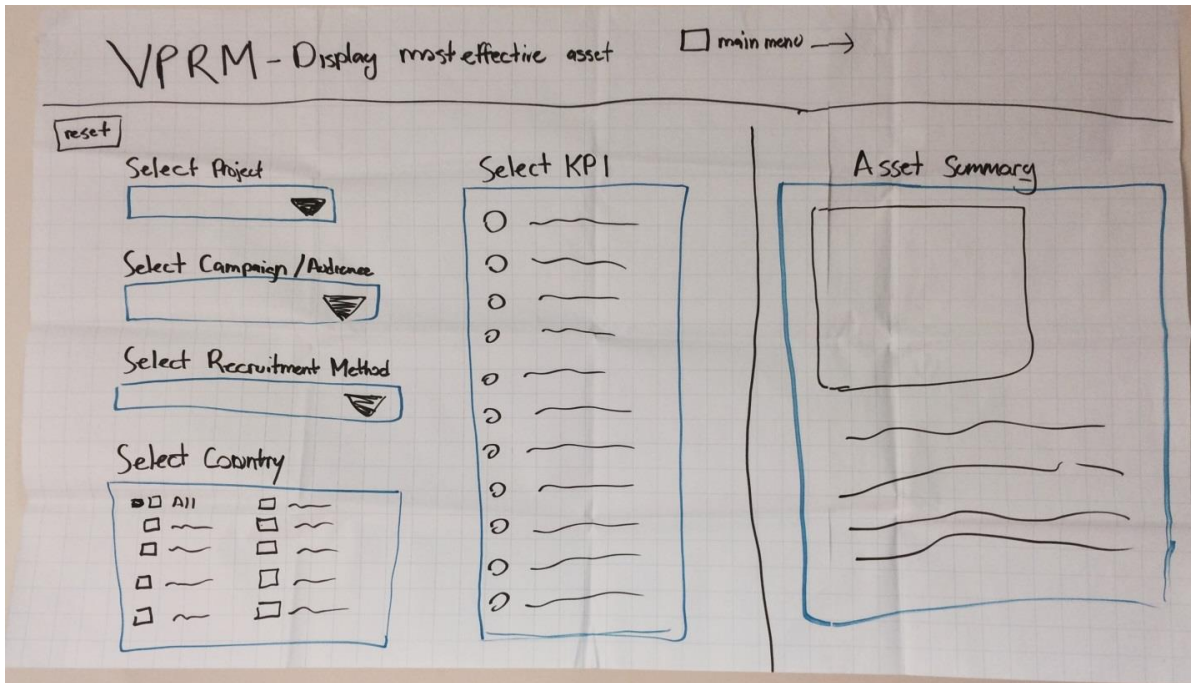 VPRM - Display most effective asset
main menu
reset
Select Project
Select Campaign / Audience
Select Recruitment Method
Select Country
All
Select KPI
Asset Summary